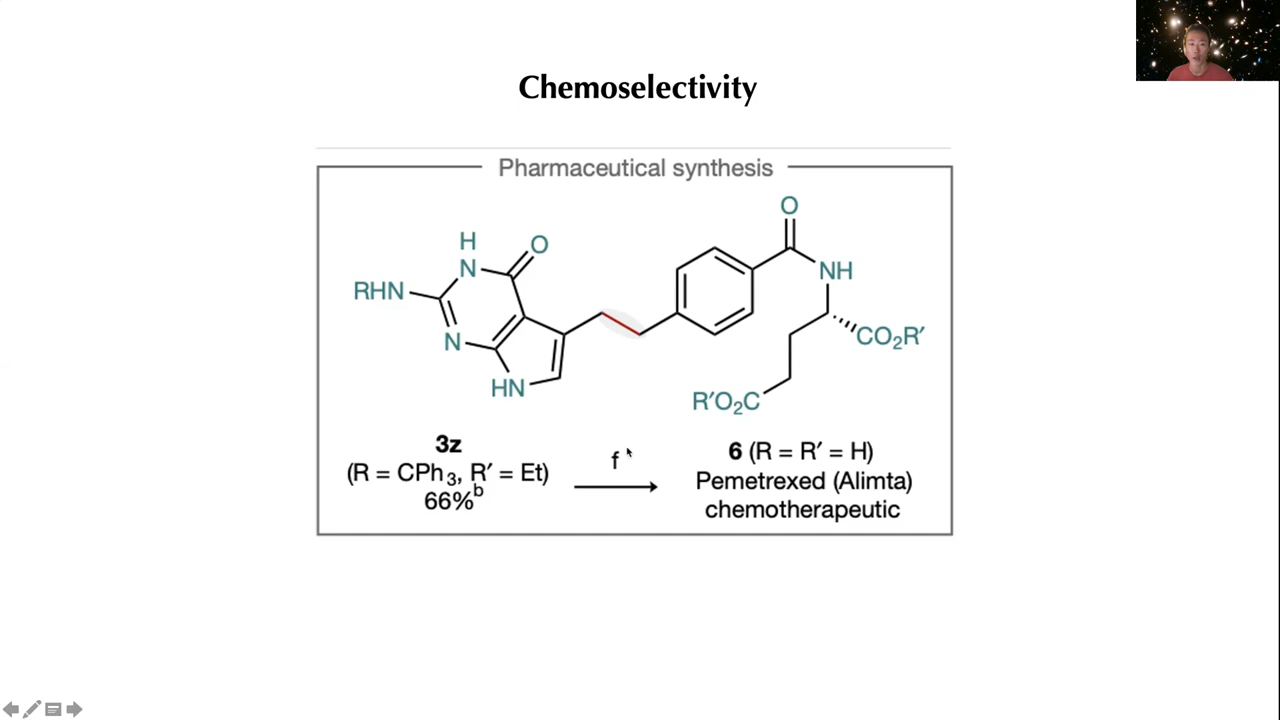 Chemoselectivity
Pharmaceutical synthesis
O
H
N
O
RHN
N
HN
NH
CO₂R′
R′O₂C
3z
(R = CPh₃, R′ = Et)
66%ᵇ
f
6 (R = R′ = H)
Pemetrexed (Alimta)
chemotherapeutic